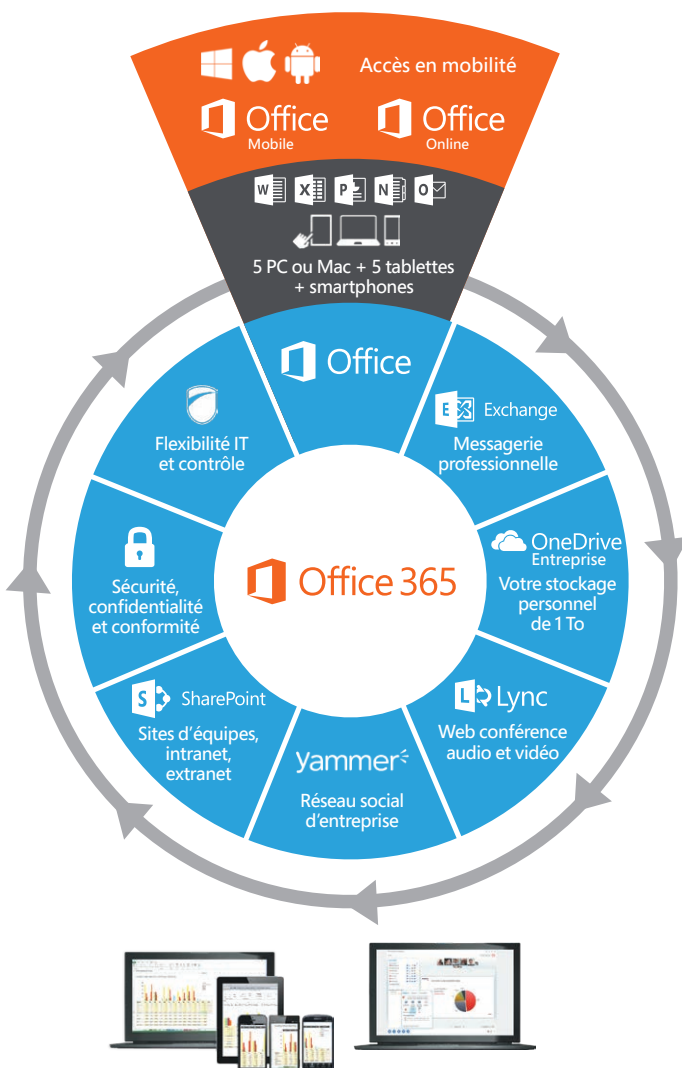 Accès en mobilité
Office
Mobile
Office
Online
W
X
P
N
O
5 PC ou Mac + 5 tablettes
+ smartphones
Office
E
Exchange
Messagerie
professionnelle
OneDrive
Entreprise
Votre stockage
personnel
de 1 To
L
Lync
Web conférence
audio et vidéo
yammer
Réseau social
d'entreprise
S
SharePoint
Sites d'équipes,
intranet,
extranet
Sécurité,
confidentialité
et conformité
Flexibilité IT
et contrôle
Office 365